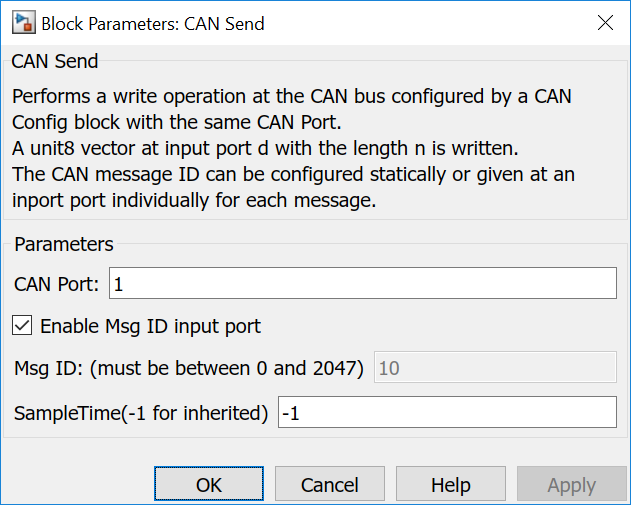 Block Parameters: CAN Send
CAN Send
Performs a write operation at the CAN bus configured by a CAN
Config block with the same CAN Port.
A unit8 vector at input port d with the length n is written.
The CAN message ID can be configured statically or given at an
inport port individually for each message.
Parameters
CAN Port: 1
Enable Msg ID input port
Msg ID: (must be between 0 and 2047) 10
SampleTime(-1 for inherited) -1
OK Cancel Help Apply